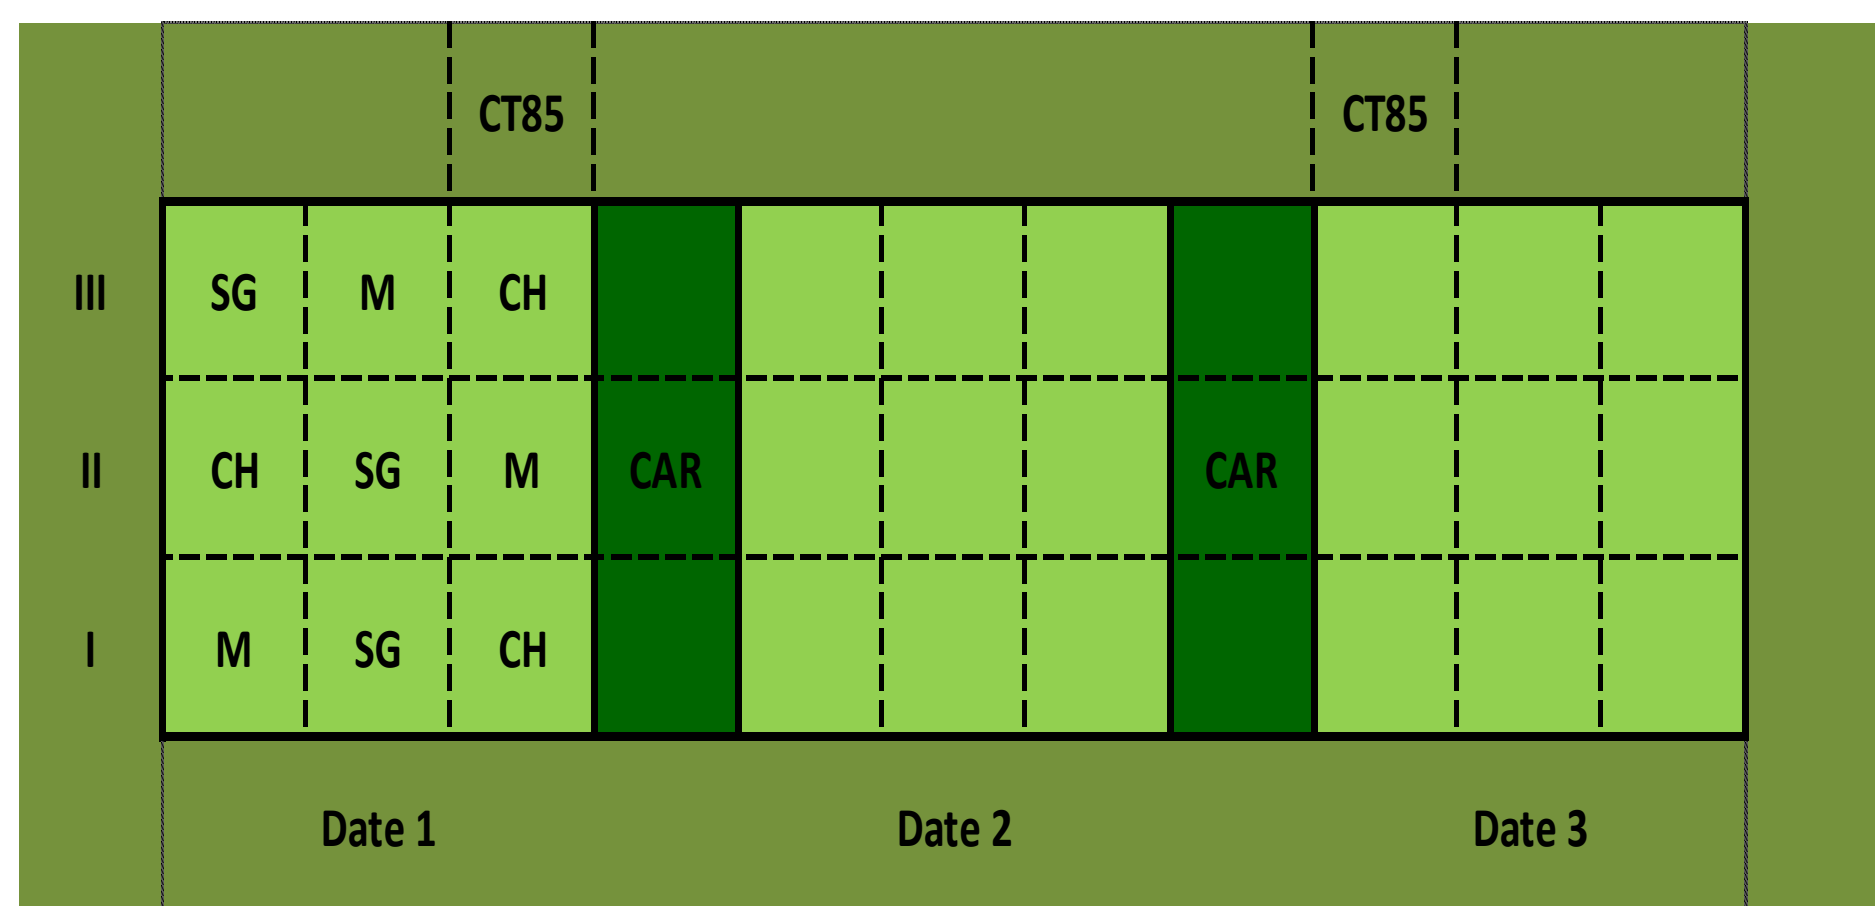 CT85 CT85
III SG M CH
II CH SG M CAR CAR
I M SG CH
Date 1 Date 2 Date 3